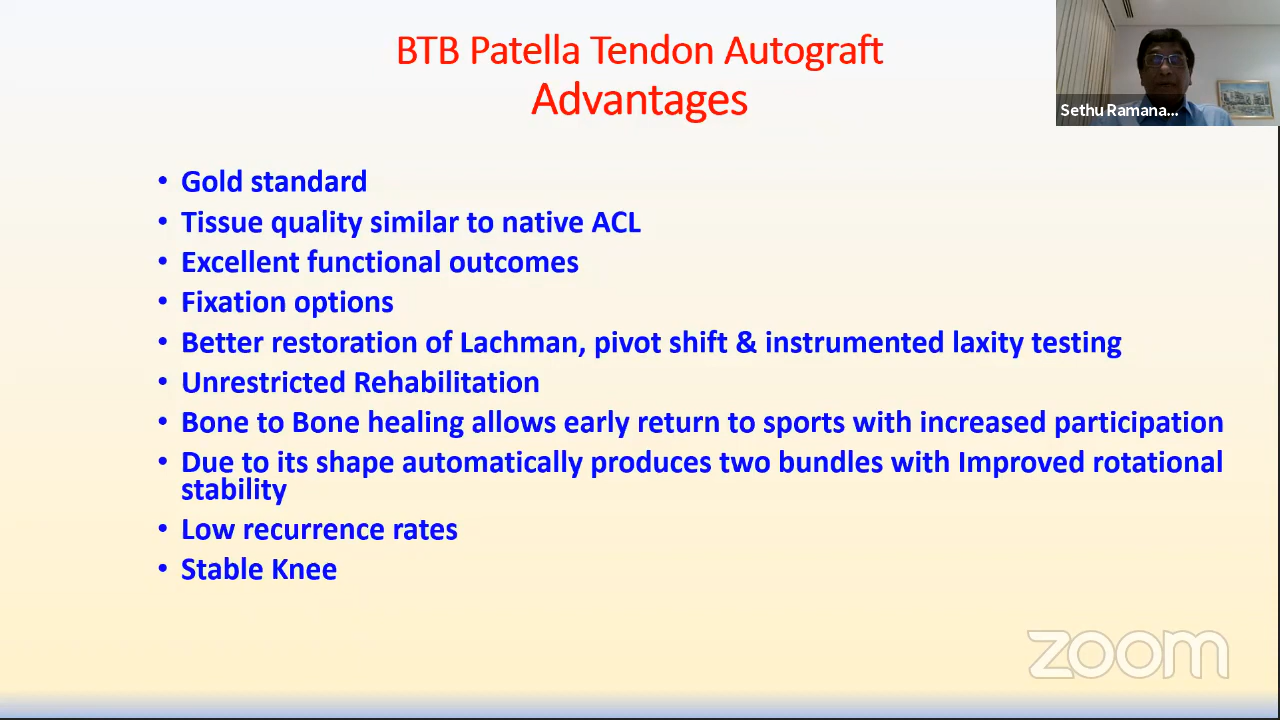 BTB Patella Tendon Autograft
Advantages
Sethu Ramana...
• Gold standard
• Tissue quality similar to native ACL
• Excellent functional outcomes
• Fixation options
• Better restoration of Lachman, pivot shift & instrumented laxity testing
• Unrestricted Rehabilitation
• Bone to Bone healing allows early return to sports with increased participation
• Due to its shape automatically produces two bundles with Improved rotational
stability
• Low recurrence rates
• Stable Knee
zoom